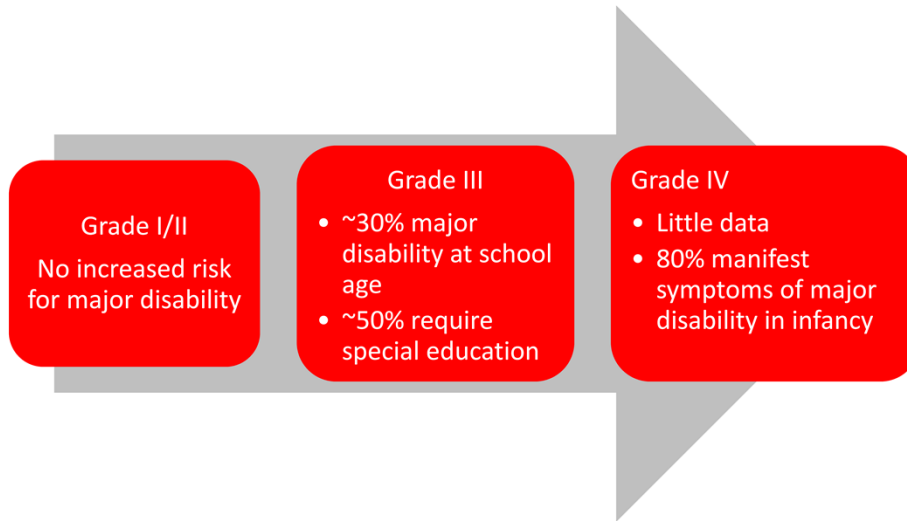 Grade I/II
No increased risk
for major disability
Grade III
• ~30% major
disability at school
age
• ~50% require
special education
Grade IV
• Little data
• 80% manifest
symptoms of major
disability in infancy